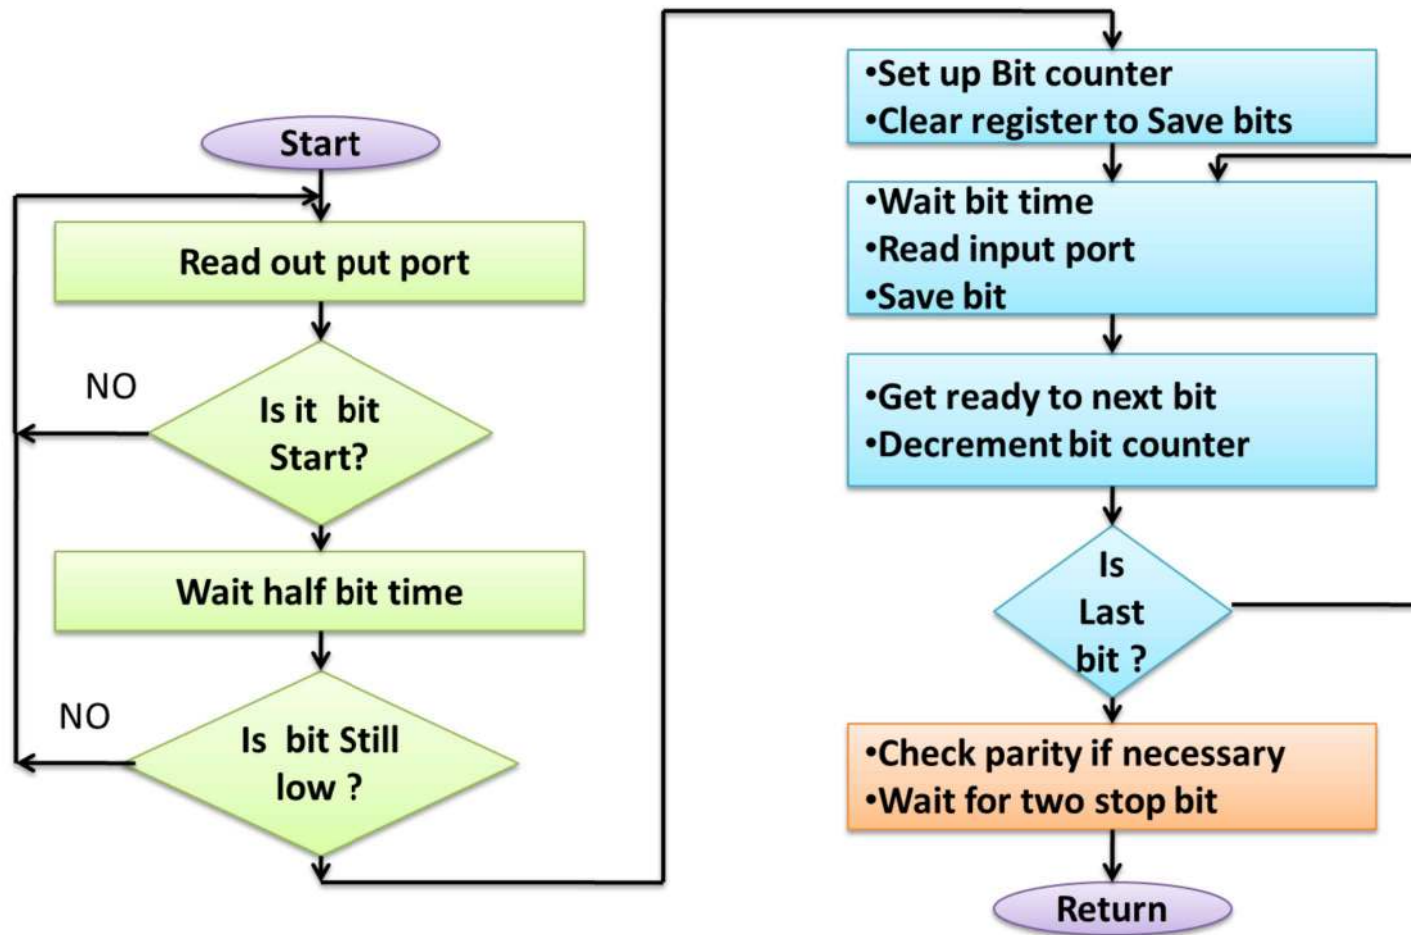 Start
Read out put port
NO
Is it bit
Start?
Wait half bit time
NO
Is bit Still
low ?
•Set up Bit counter
•Clear register to Save bits
•Wait bit time
•Read input port
•Save bit
•Get ready to next bit
•Decrement bit counter
Is
Last
bit ?
•Check parity if necessary
•Wait for two stop bit
Return